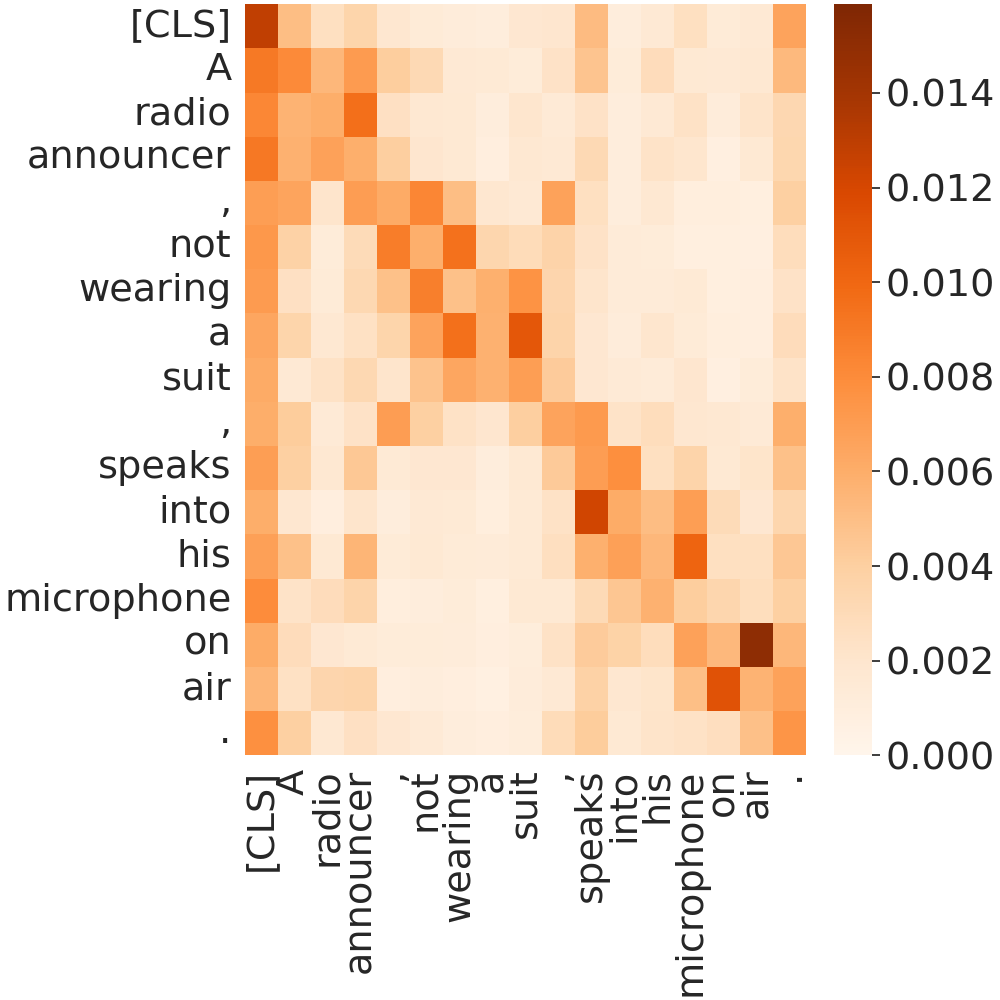 [CLS]
A
radio
announcer
,
not
wearing
a
suit
,
speaks
into
his
microphone
on
air
.
0.014
0.012
0.010
0.008
0.006
0.004
0.002
0.000
[CLS]
A
radio
announcer
,
not
wearing
a
suit
,
speaks
into
his
microphone
on
air
.